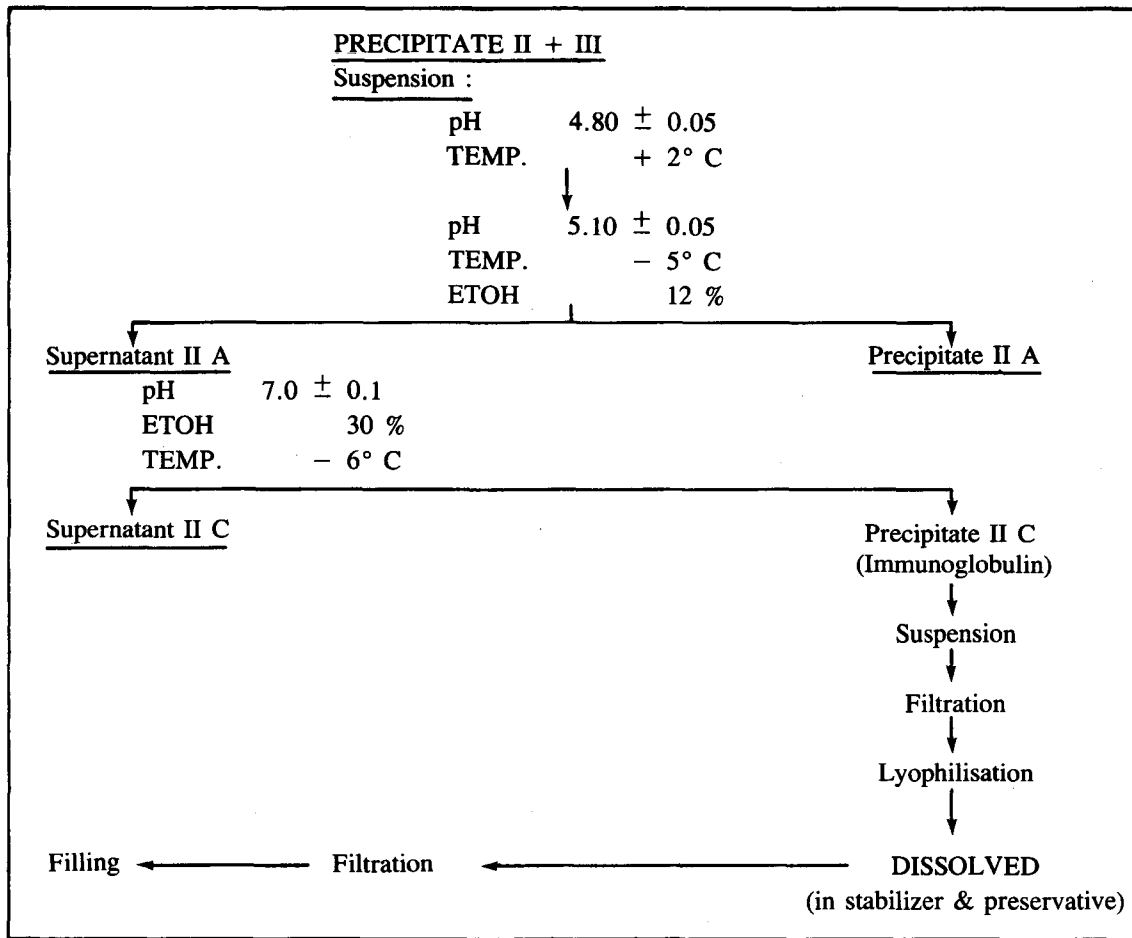 PRECIPITATE II + III
Suspension :
pH 4.80 ± 0.05
TEMP. + 2° C
pH 5.10 ± 0.05
TEMP. − 5° C
ETOH 12 %
Supernatant II A
Precipitate II A
pH 7.0 ± 0.1
ETOH 30 %
TEMP. − 6° C
Supernatant II C
Precipitate II C
(Immunoglobulin)
Suspension
Filtration
Lyophilisation
Filling
Filtration
DISSOLVED
(in stabilizer & preservative)